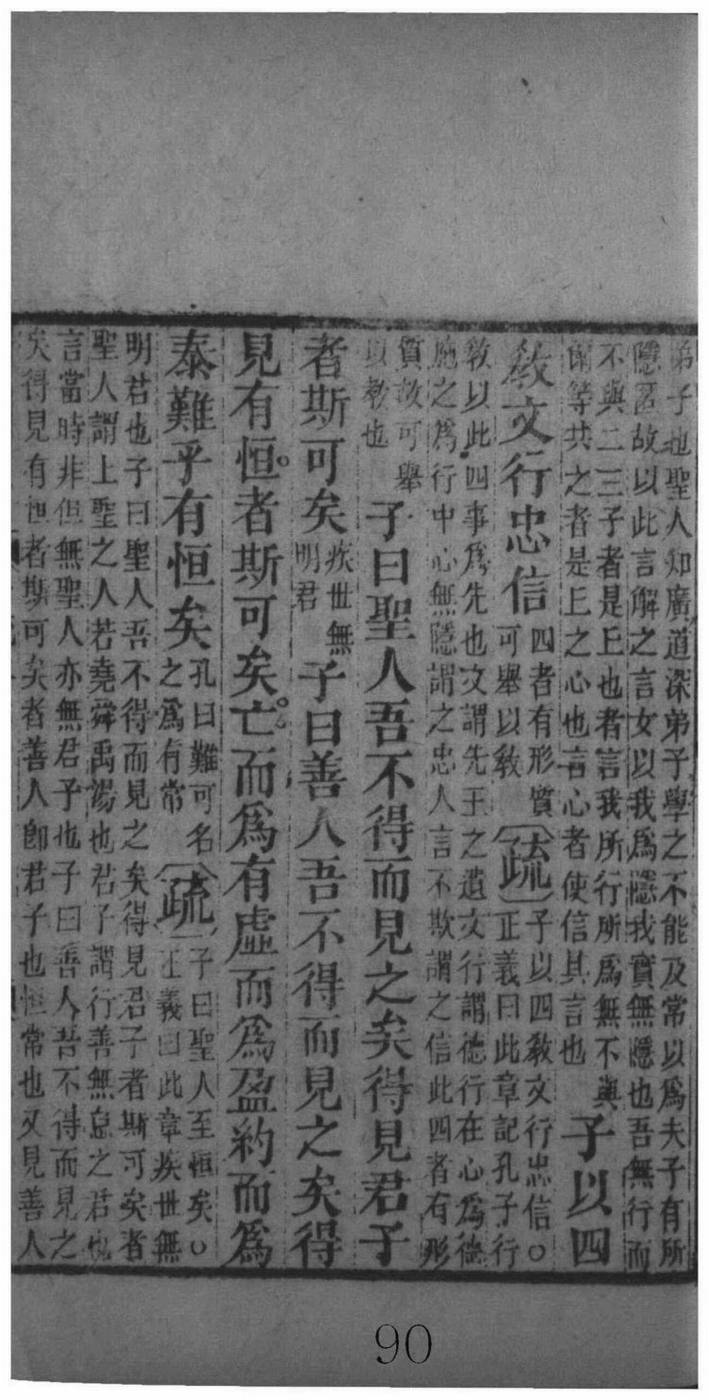 弟子也聖人知廣道深弟子學之不能及常以爲夫子有所
隱匿故以此言解之言女以我爲隱我實無隱也吾無行而
不與二三子者是丘也者言我所行所爲無不與
爾等共之者是丘之心也言心者使信其言也
子以四
教文行忠信
四者有形質
可舉以教
疏
子以四教文行忠信○
正義曰此章記孔子行
教以此四事爲先也文謂先王之遺文行謂德行在心爲德
施之爲行中心無隱謂之忠人言不欺謂之信此四者有形
質故可舉
以教也
子曰聖人吾不得而見之矣得見君子
者斯可矣
疾世無
明君
子曰善人吾不得而見之矣得
見有恒者斯可矣亡而爲有虛而爲盈約而爲
泰難乎有恒矣
孔曰難可名
之爲有常
疏
子曰聖人至恒矣○
正義曰此章疾世無
明君也子曰聖人吾不得而見之矣得見君子者斯可矣者
聖人謂上聖之人若堯舜禹湯也君子謂行善無怠之君也
言當時非但無聖人亦無君子也子曰善人吾不得而見之
矣得見有恒者斯可矣者善人即君子也恒常也又見善人
90